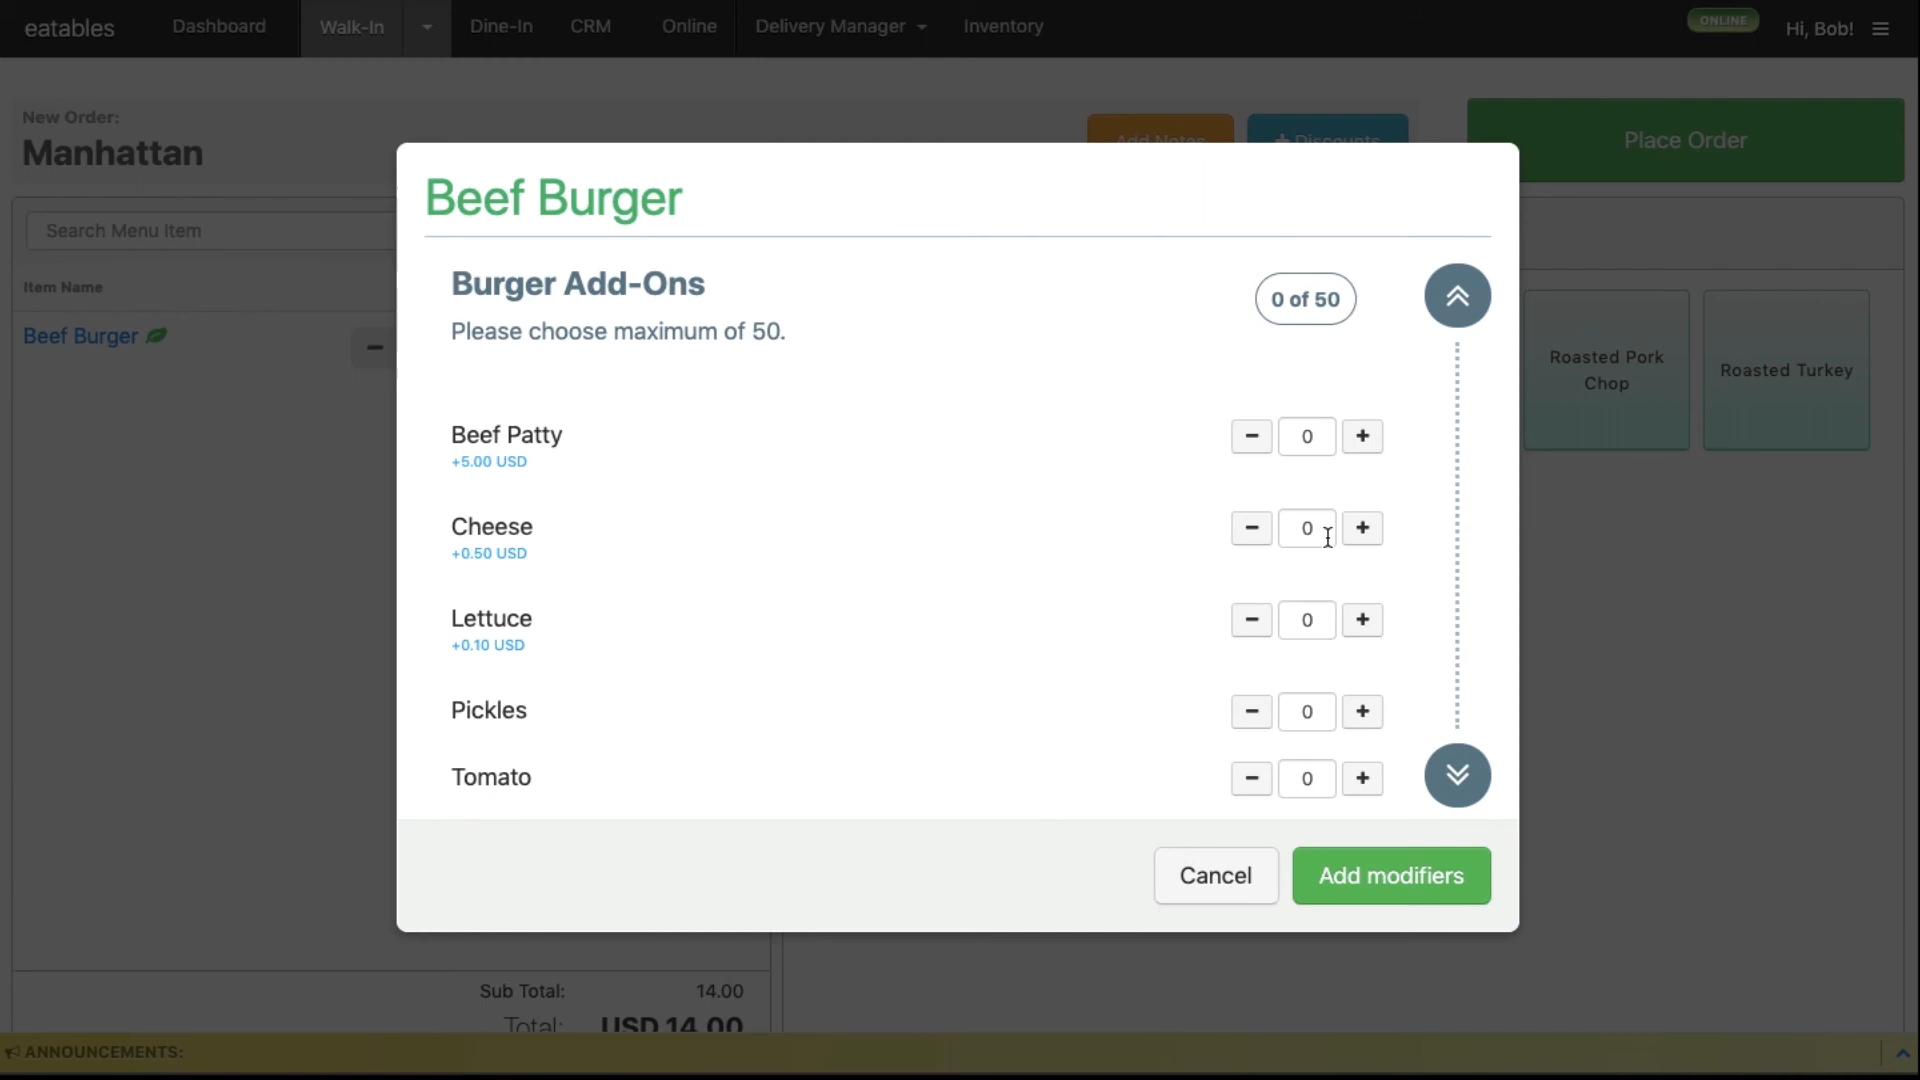 eatables
Dashboard
Walk-In
Dine-In
CRM
Online
Delivery Manager
Inventory
ONLINE
Hi, Bob!
New Order:
Manhattan
Add Notes
+ Discounts
Place Order
Search Menu Item
Item Name
Beef Burger
Roasted Pork
Chop
Roasted Turkey
Beef Burger
Burger Add-Ons
0 of 50
Please choose maximum of 50.
Beef Patty
+5.00 USD
− 0 +
Cheese
+0.50 USD
− 0 +
Lettuce
+0.10 USD
− 0 +
Pickles
− 0 +
Tomato
− 0 +
Cancel
Add modifiers
Sub Total: 14.00
Total: USD 14.00
ANNOUNCEMENTS: